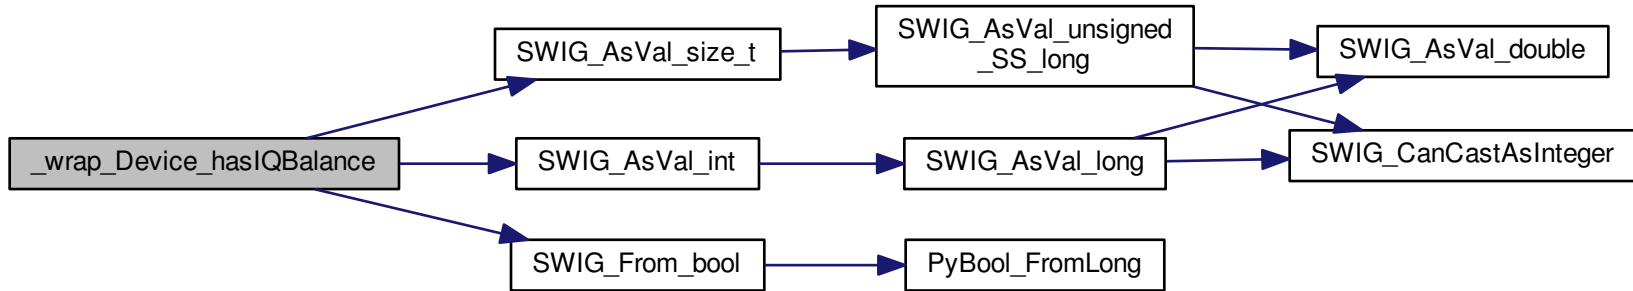 _wrap_Device_hasIQBalance
SWIG_AsVal_size_t
SWIG_AsVal_int
SWIG_From_bool
SWIG_AsVal_unsigned
_SS_long
SWIG_AsVal_long
PyBool_FromLong
SWIG_AsVal_double
SWIG_CanCastAsInteger